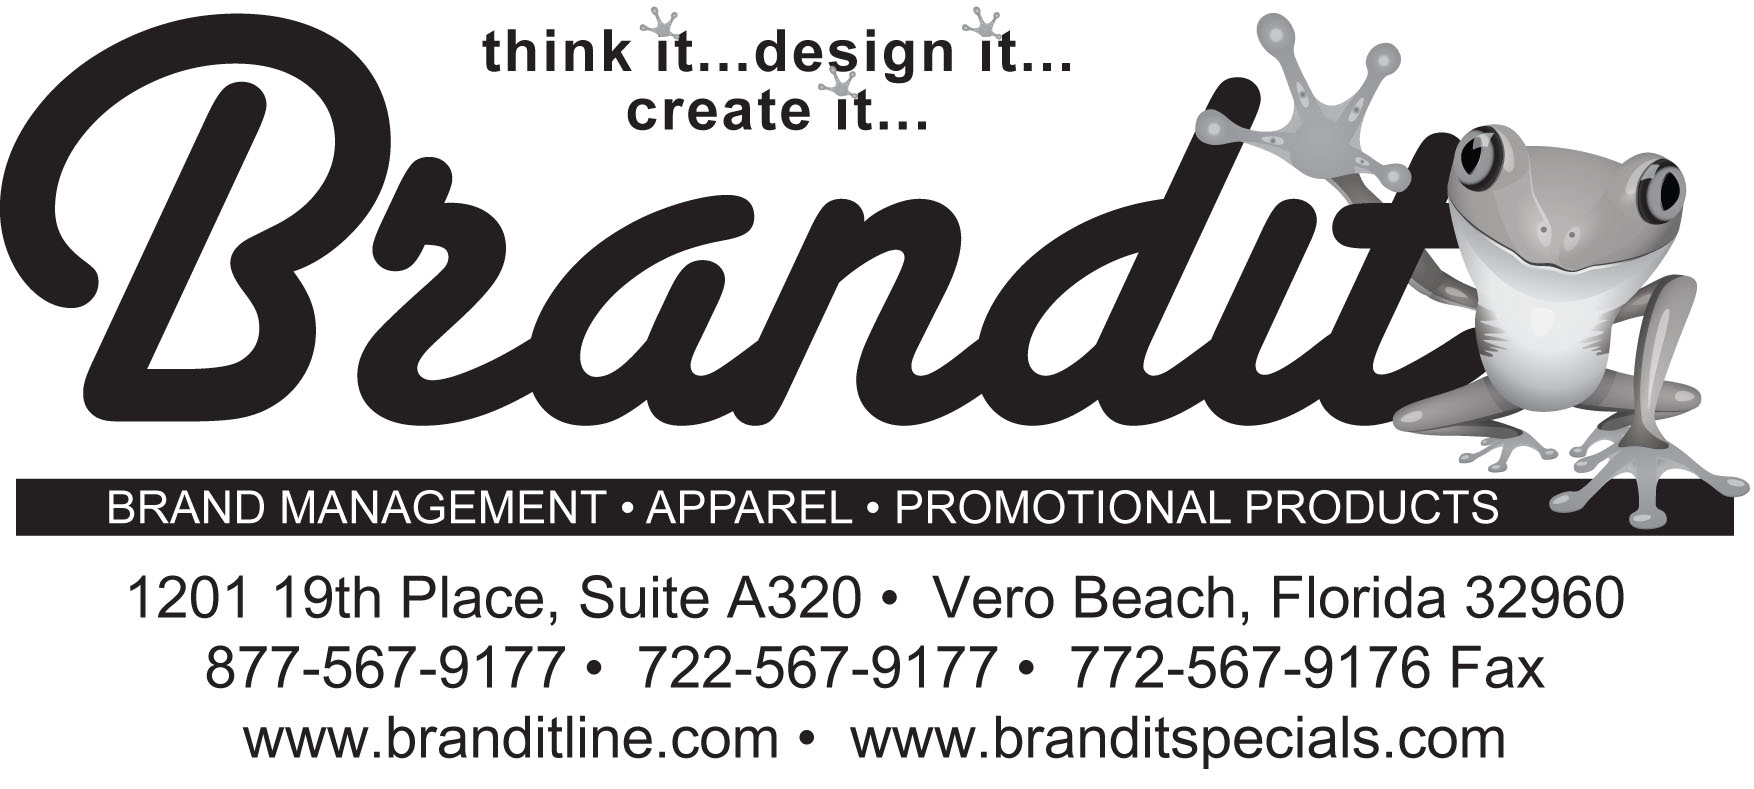 think it...design it...
create it...
Brandit
BRAND MANAGEMENT • APPAREL • PROMOTIONAL PRODUCTS
1201 19th Place, Suite A320 • Vero Beach, Florida 32960
877-567-9177 • 722-567-9177 • 772-567-9176 Fax
www.branditline.com • www.branditspecials.com